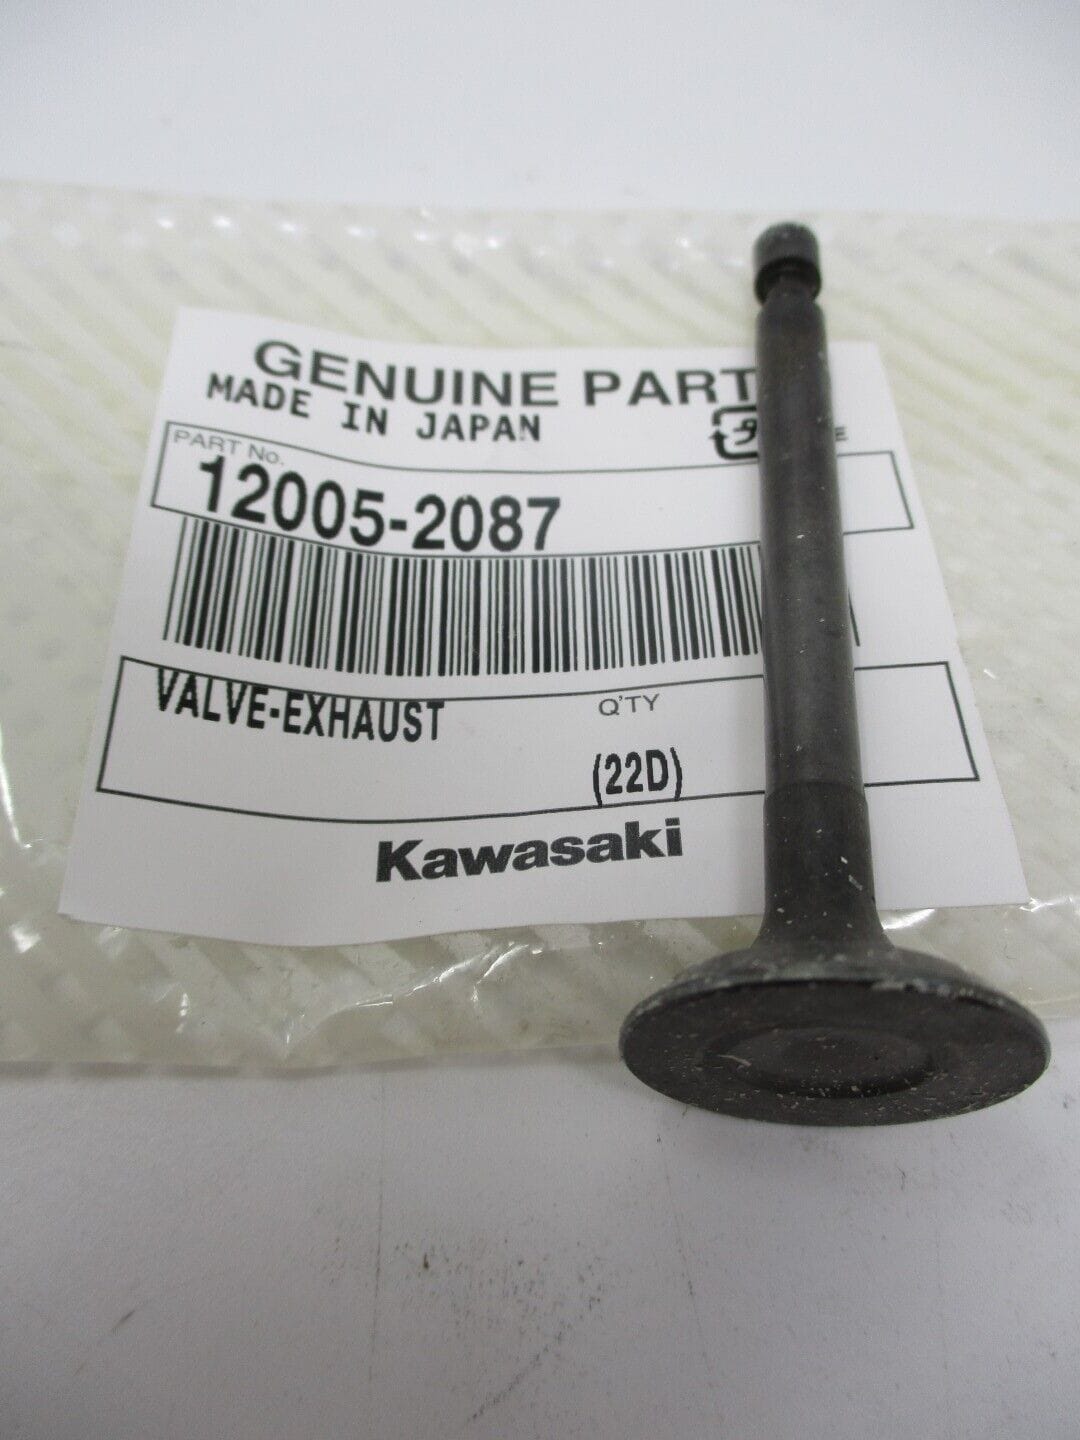 GENUINE PART
MADE IN JAPAN
PART No.
12005-2087
VALVE-EXHAUST
Q'TY
(22D)
Kawasaki